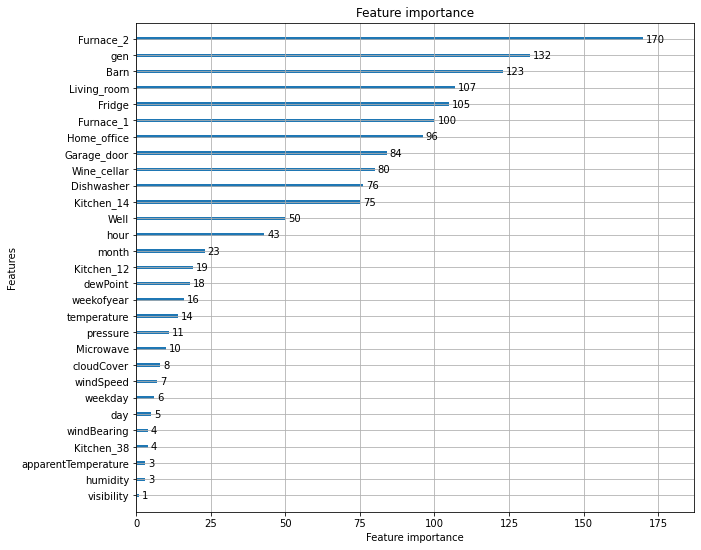 Feature importance
Furnace_2 170
gen 132
Barn 123
Living_room 107
Fridge 105
Furnace_1 100
Home_office 96
Garage_door 84
Wine_cellar 80
Dishwasher 76
Kitchen_14 75
Well 50
hour 43
month 23
Kitchen_12 19
dewPoint 18
weekofyear 16
temperature 14
pressure 11
Microwave 10
cloudCover 8
windSpeed 7
weekday 6
day 5
windBearing 4
Kitchen_38 4
apparentTemperature 3
humidity 3
visibility 1
Features
0 25 50 75 100 125 150 175
Feature importance